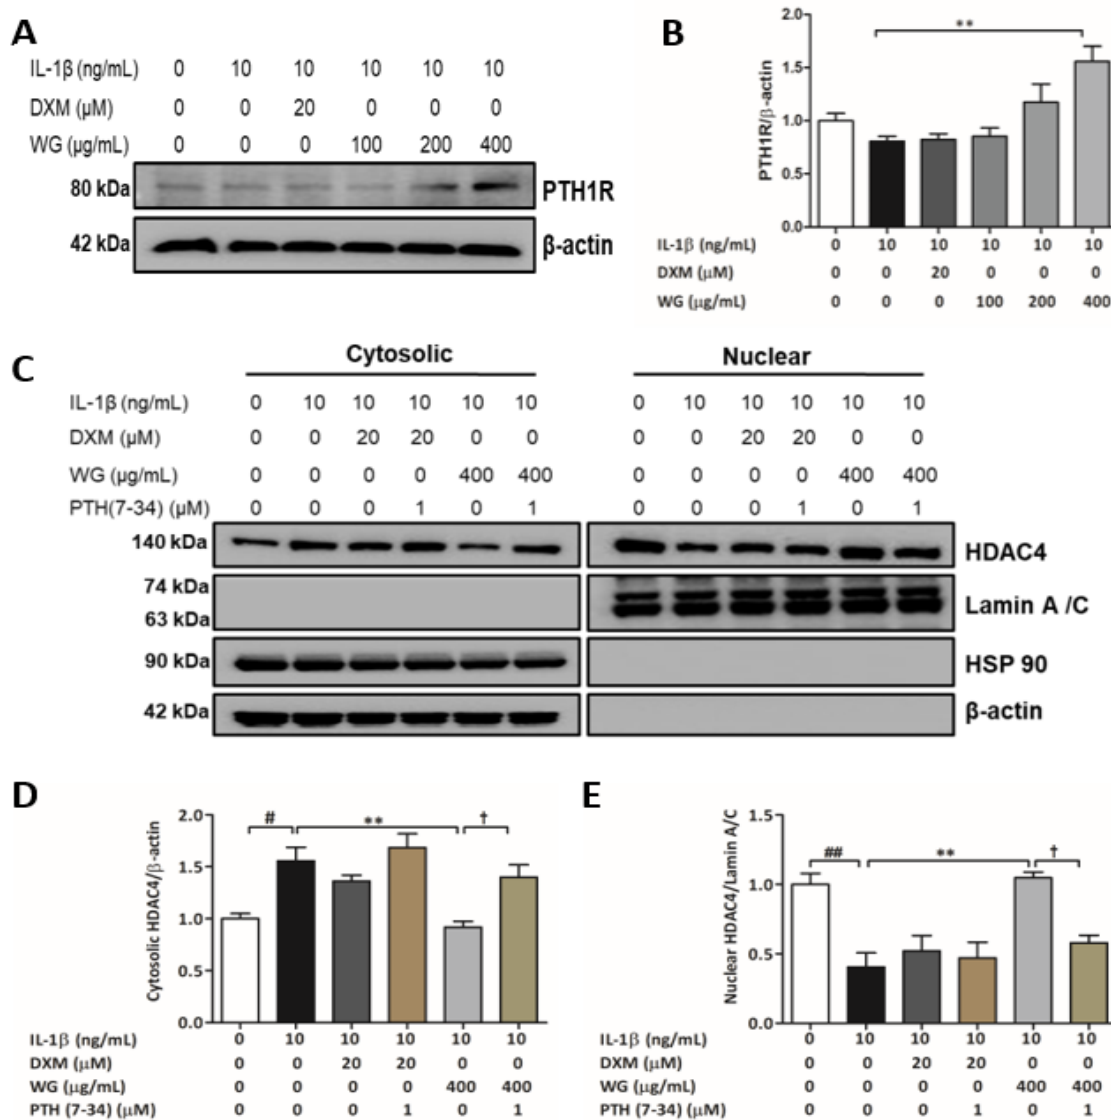 A
IL-1β (ng/mL) 0 10 10 10 10 10
DXM (µM) 0 0 20 0 0 0
WG (µg/mL) 0 0 0 100 200 400
80 kDa PTH1R
42 kDa β-actin
B
**
PTH1R/β-actin
2.0
1.5
1.0
0.5
0.0
IL-1β (ng/mL) 0 10 10 10 10 10
DXM (µM) 0 0 20 0 0 0
WG (µg/mL) 0 0 0 100 200 400
C
Cytosolic Nuclear
IL-1β (ng/mL) 0 10 10 10 10 10 0 10 10 10 10 10
DXM (µM) 0 0 20 20 0 0 0 0 20 20 0 0
WG (µg/mL) 0 0 0 0 400 400 0 0 0 0 400 400
PTH(7-34) (µM) 0 0 0 1 0 1 0 0 0 1 0 1
140 kDa HDAC4
74 kDa
63 kDa
Lamin A /C
90 kDa HSP 90
42 kDa β-actin
D
# ** †
Cytosolic HDAC4/β-actin
2.0
1.5
1.0
0.5
0.0
IL-1β (ng/mL) 0 10 10 10 10 10
DXM (µM) 0 0 20 20 0 0
WG (µg/mL) 0 0 0 0 400 400
PTH (7-34) (µM) 0 0 0 1 0 1
E
## ** †
Nuclear HDAC4/Lamin A/C
1.5
1.0
0.5
0.0
IL-1β (ng/mL) 0 10 10 10 10 10
DXM (µM) 0 0 20 20 0 0
WG (µg/mL) 0 0 0 0 400 400
PTH (7-34) (µM) 0 0 0 1 0 1